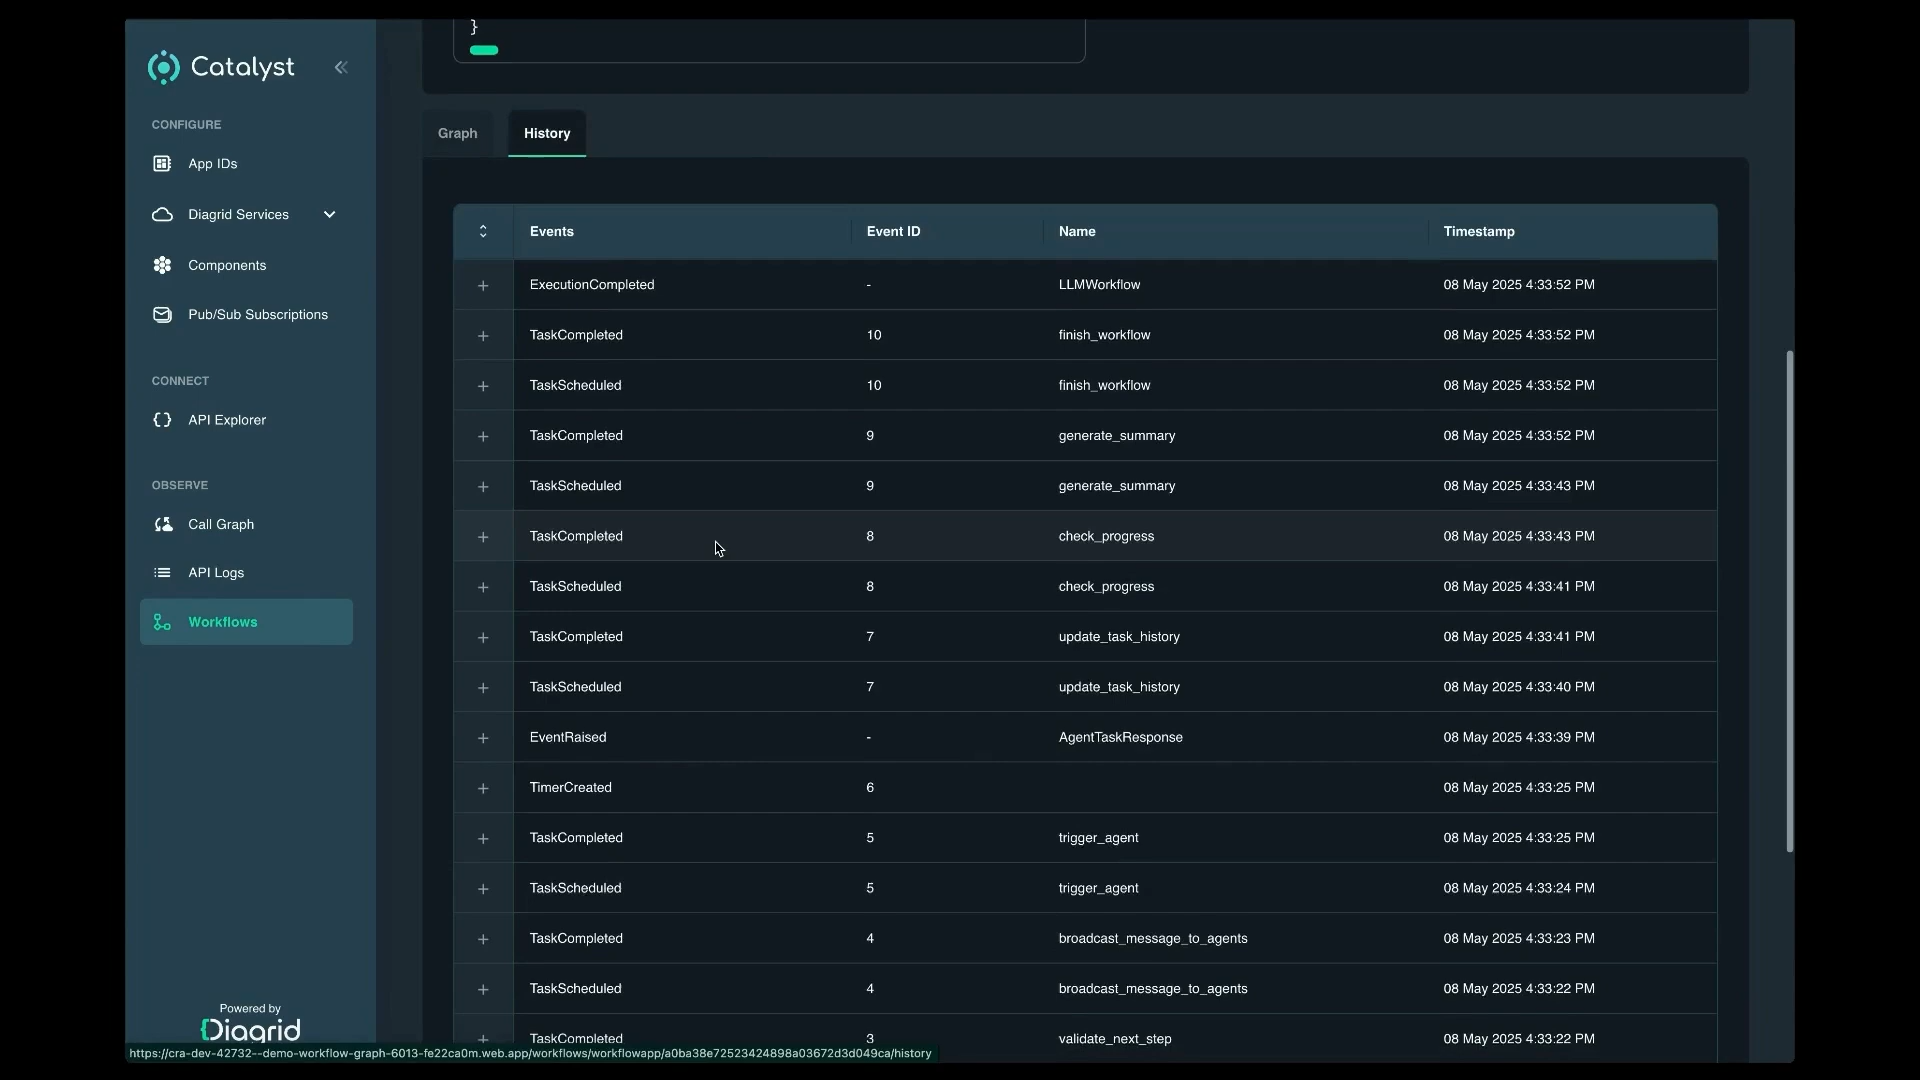 }
Catalyst
CONFIGURE
App IDs
Diagrid Services
Components
Pub/Sub Subscriptions
CONNECT
API Explorer
OBSERVE
Call Graph
API Logs
Workflows
Powered by
Diagrid
Graph History
Events Event ID Name Timestamp
ExecutionCompleted - LLMWorkflow 08 May 2025 4:33:52 PM
TaskCompleted 10 finish_workflow 08 May 2025 4:33:52 PM
TaskScheduled 10 finish_workflow 08 May 2025 4:33:52 PM
TaskCompleted 9 generate_summary 08 May 2025 4:33:52 PM
TaskScheduled 9 generate_summary 08 May 2025 4:33:43 PM
TaskCompleted 8 check_progress 08 May 2025 4:33:43 PM
TaskScheduled 8 check_progress 08 May 2025 4:33:41 PM
TaskCompleted 7 update_task_history 08 May 2025 4:33:41 PM
TaskScheduled 7 update_task_history 08 May 2025 4:33:40 PM
EventRaised - AgentTaskResponse 08 May 2025 4:33:39 PM
TimerCreated 6 08 May 2025 4:33:25 PM
TaskCompleted 5 trigger_agent 08 May 2025 4:33:25 PM
TaskScheduled 5 trigger_agent 08 May 2025 4:33:24 PM
TaskCompleted 4 broadcast_message_to_agents 08 May 2025 4:33:23 PM
TaskScheduled 4 broadcast_message_to_agents 08 May 2025 4:33:22 PM
TaskCompleted 3 validate_next_step 08 May 2025 4:33:22 PM
https://cra-dev-42732--demo-workflow-graph-6013-fe22ca0m.web.app/workflows/workflowapp/a0ba38e72523424898a03672d3d049ca/history